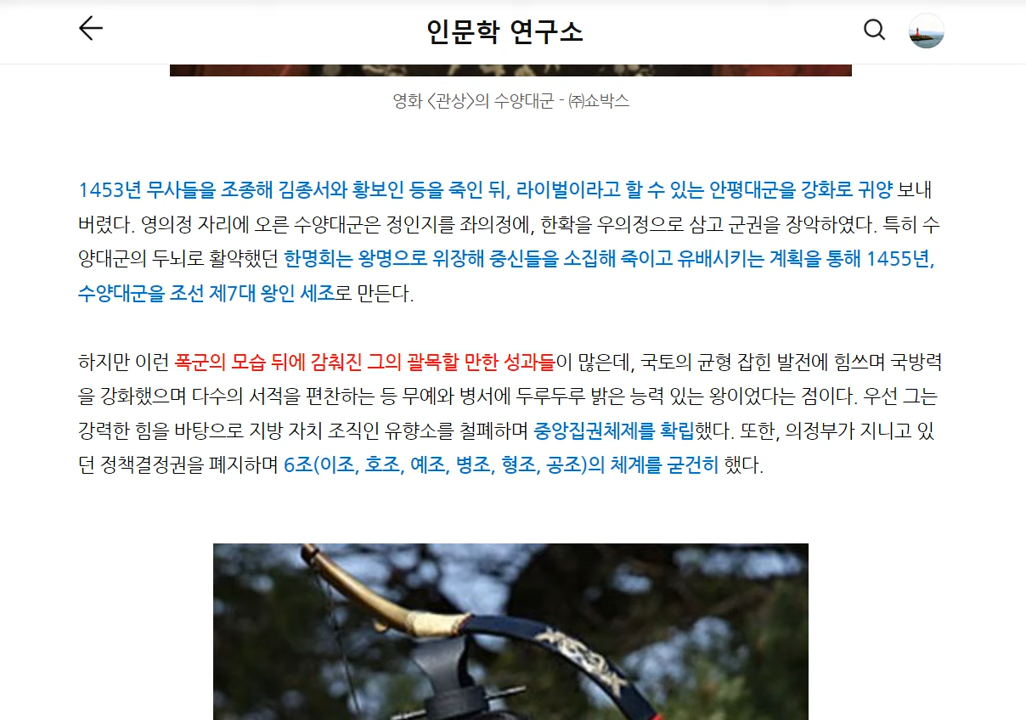 인문학 연구소
영화 <관상>의 수양대군 - ㈜쇼박스
1453년 무사들을 조종해 김종서와 황보인 등을 죽인 뒤, 라이벌이라고 할 수 있는 안평대군을 강화로 귀양 보내
버렸다. 영의정 자리에 오른 수양대군은 정인지를 좌의정에, 한확을 우의정으로 삼고 군권을 장악하였다. 특히 수
양대군의 두뇌로 활약했던 한명회는 왕명으로 위장해 중신들을 소집해 죽이고 유배시키는 계획을 통해 1455년,
수양대군을 조선 제7대 왕인 세조로 만든다.
하지만 이런 폭군의 모습 뒤에 감춰진 그의 괄목할 만한 성과들이 많은데, 국토의 균형 잡힌 발전에 힘쓰며 국방력
을 강화했으며 다수의 서적을 편찬하는 등 무예와 병서에 두루두루 밝은 능력 있는 왕이었다는 점이다. 우선 그는
강력한 힘을 바탕으로 지방 자치 조직인 유향소를 철폐하며 중앙집권체제를 확립했다. 또한, 의정부가 지니고 있
던 정책결정권을 폐지하며 6조(이조, 호조, 예조, 병조, 형조, 공조)의 체계를 굳건히 했다.